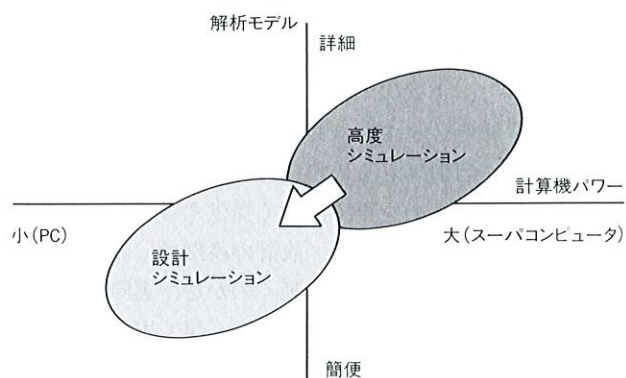 解析モデル
詳細
高度
シミュレーション
計算機パワー
小(PC)
大(スーパコンピュータ)
設計
シミュレーション
簡便